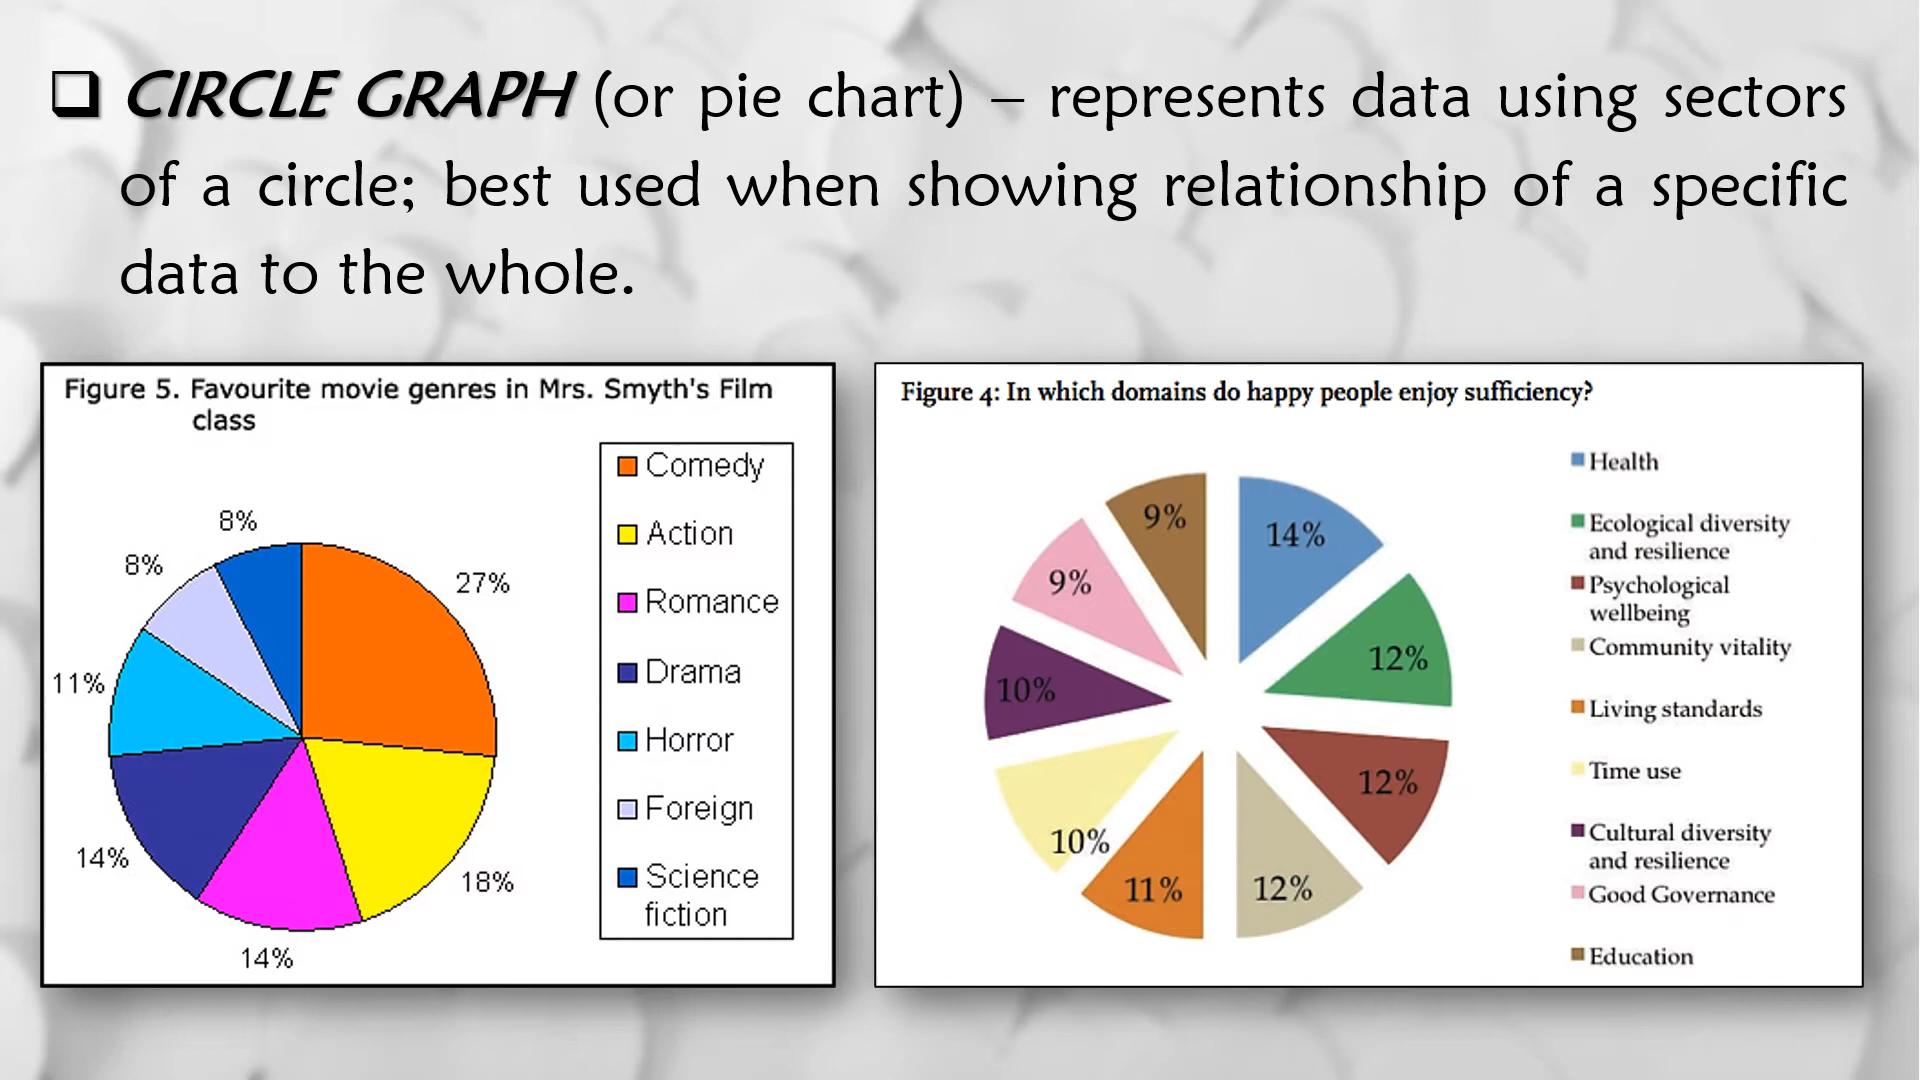 CIRCLE GRAPH (or pie chart) – represents data using sectors
of a circle; best used when showing relationship of a specific
data to the whole.
Figure 5. Favourite movie genres in Mrs. Smyth's Film
class
8%
8%
27%
11%
14%
18%
14%
Comedy
Action
Romance
Drama
Horror
Foreign
Science
fiction
Figure 4: In which domains do happy people enjoy sufficiency?
9%
14%
9%
12%
10%
12%
10%
11%
12%
Health
Ecological diversity
and resilience
Psychological
wellbeing
Community vitality
Living standards
Time use
Cultural diversity
and resilience
Good Governance
Education